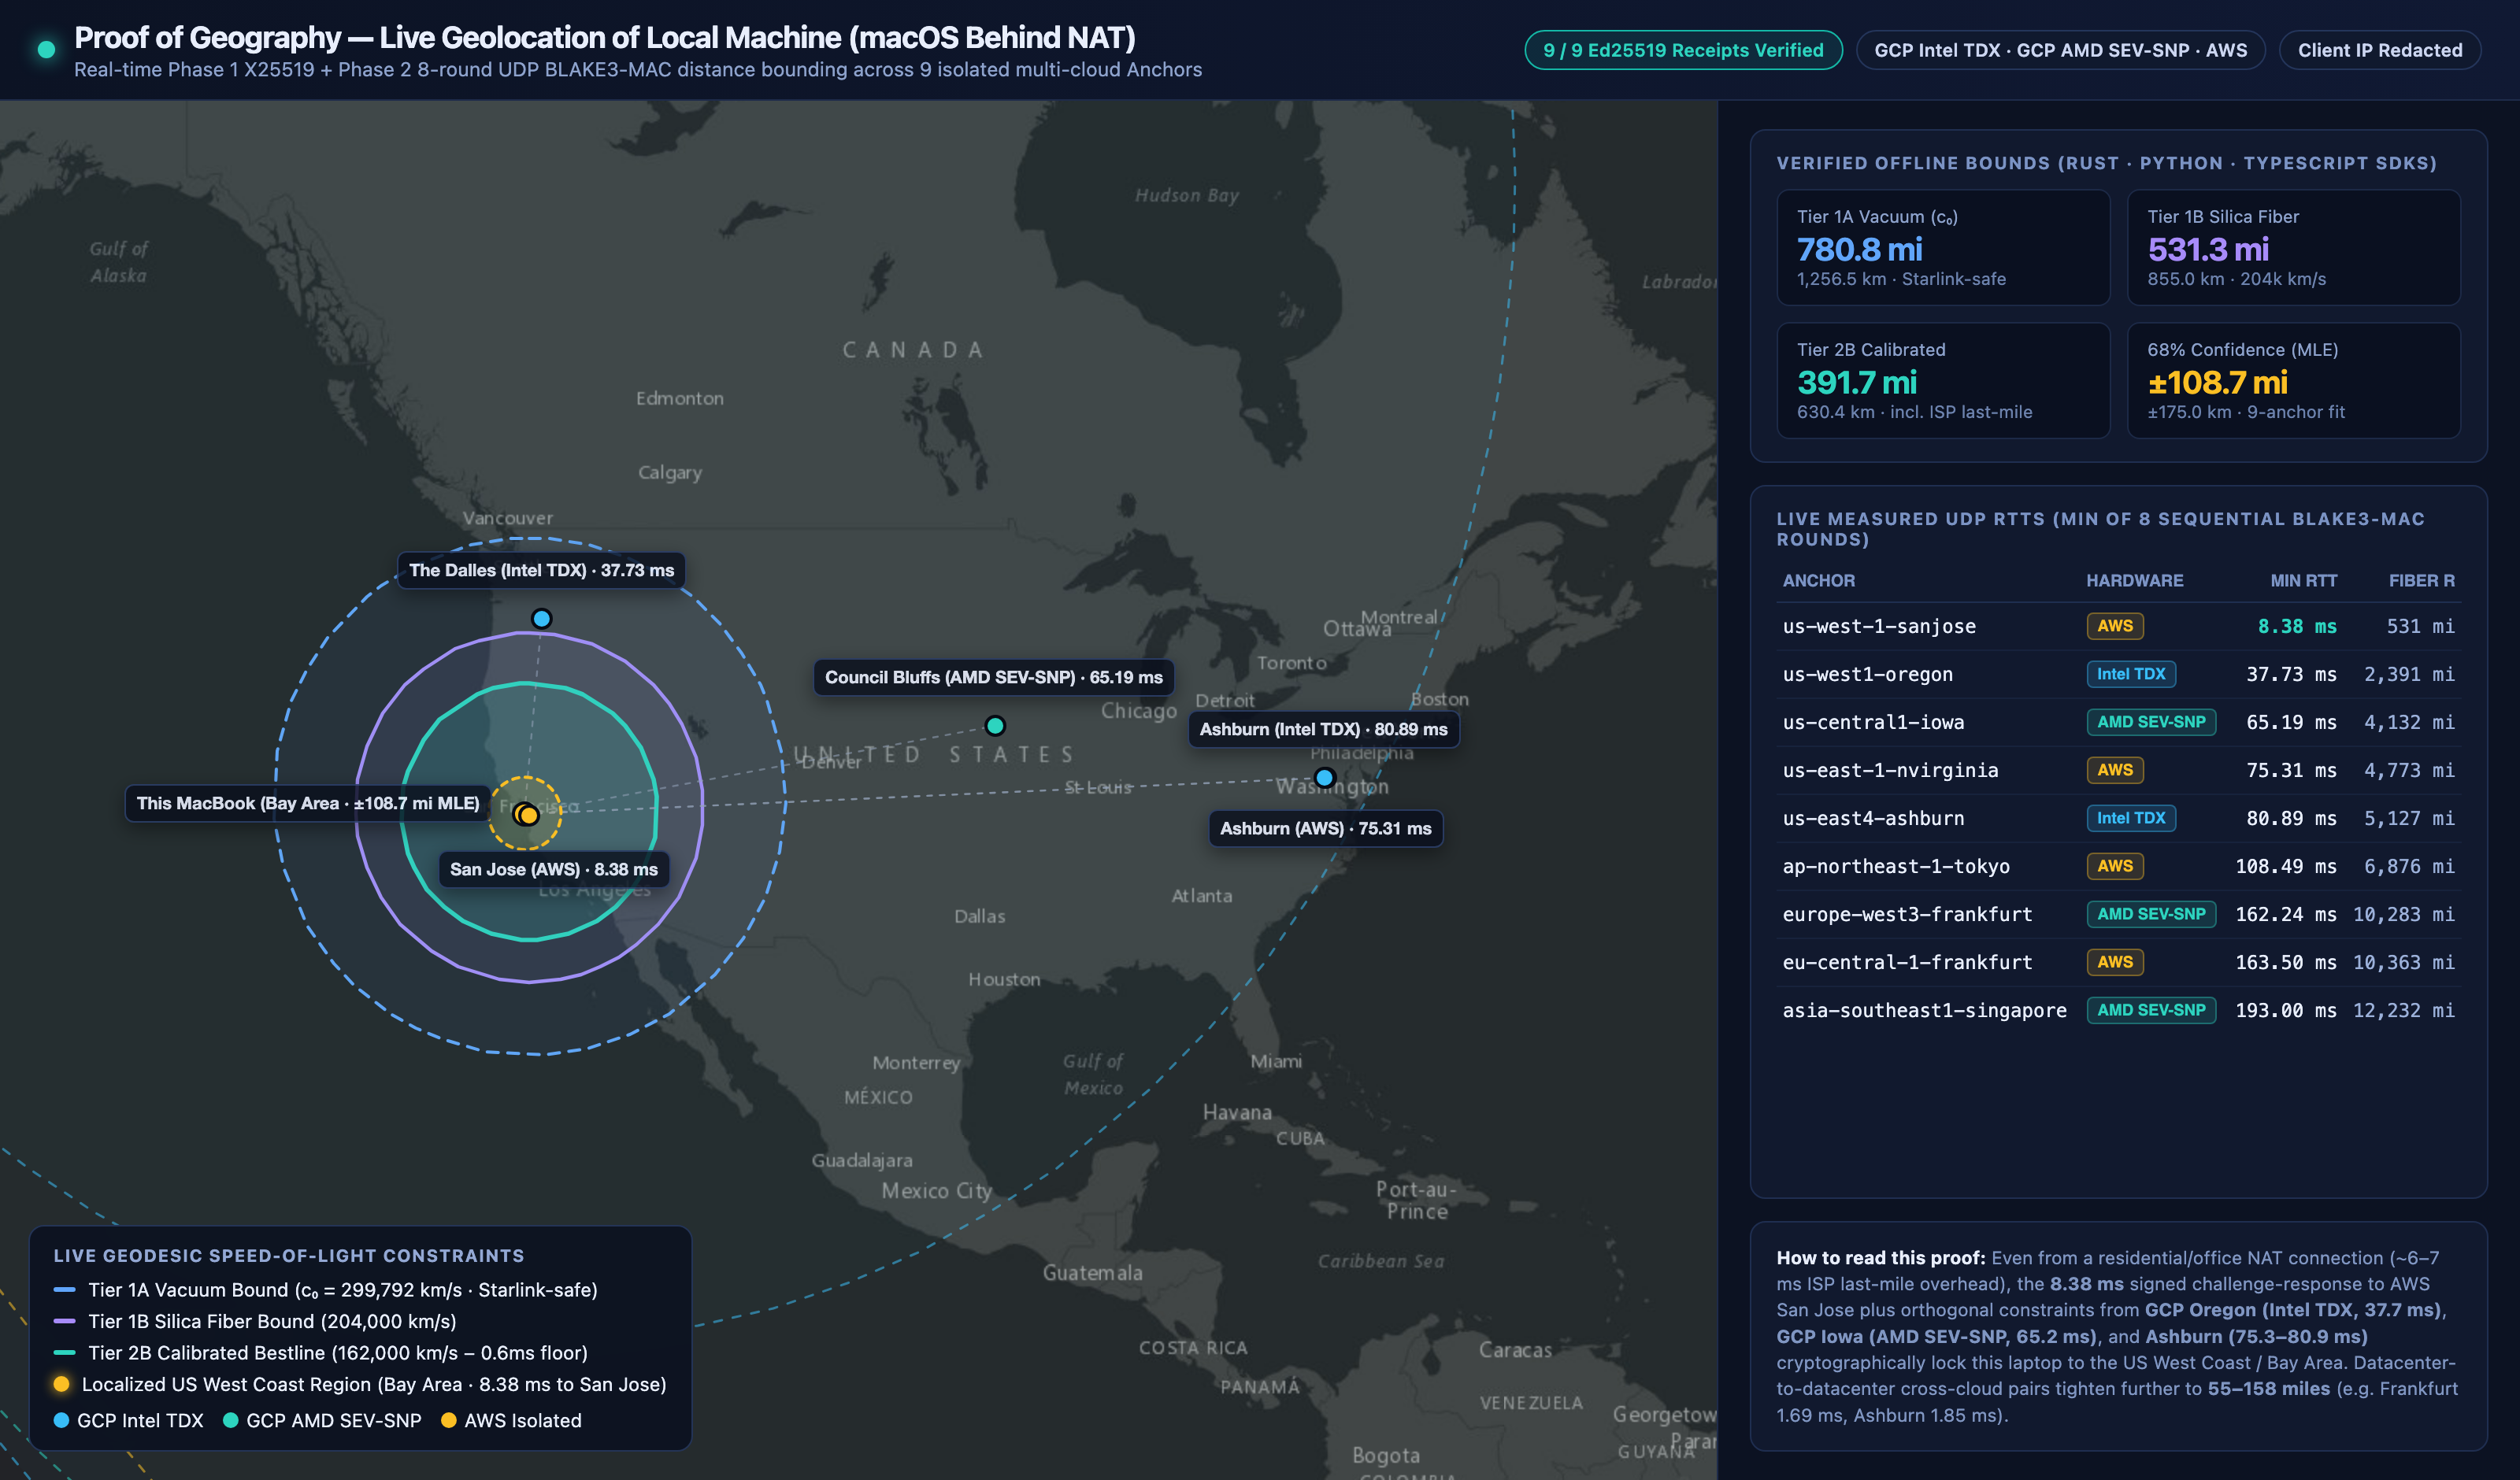 Proof of Geography — Live Geolocation of Local Machine (macOS Behind NAT)
Real-time Phase 1 X25519 + Phase 2 8-round UDP BLAKE3-MAC distance bounding across 9 isolated multi-cloud Anchors
9 / 9 Ed25519 Receipts Verified
GCP Intel TDX · GCP AMD SEV-SNP · AWS
Client IP Redacted
Hudson Bay
Gulf of
Alaska
CANADA
Edmonton
Calgary
Vancouver
The Dalles (Intel TDX) · 37.73 ms
Montreal
Ottawa
Toronto
Council Bluffs (AMD SEV-SNP) · 65.19 ms
Detroit
Boston
Chicago
Ashburn (Intel TDX) · 80.89 ms
Philadelphia
UNITED STATES
Denver
St Louis
Washington
This MacBook (Bay Area · ±108.7 mi MLE)
Ashburn (AWS) · 75.31 ms
San Jose (AWS) · 8.38 ms
Los Angeles
Atlanta
Dallas
Houston
Monterrey
Gulf of
Mexico
Miami
MÉXICO
Havana
CUBA
Guadalajara
Mexico City
Port-au-
Prince
Caribbean Sea
Guatemala
COSTA RICA
Caracas
PANAMÁ
VENEZUELA
Bogota
GUYANA
LIVE GEODESIC SPEED-OF-LIGHT CONSTRAINTS
Tier 1A Vacuum Bound (c₀ = 299,792 km/s · Starlink-safe)
Tier 1B Silica Fiber Bound (204,000 km/s)
Tier 2B Calibrated Bestline (162,000 km/s – 0.6ms floor)
Localized US West Coast Region (Bay Area · 8.38 ms to San Jose)
GCP Intel TDX GCP AMD SEV-SNP AWS Isolated
VERIFIED OFFLINE BOUNDS (RUST · PYTHON · TYPESCRIPT SDKS)
Tier 1A Vacuum (c₀)
780.8 mi
1,256.5 km · Starlink-safe
Tier 1B Silica Fiber
531.3 mi
855.0 km · 204k km/s
Tier 2B Calibrated
391.7 mi
630.4 km · incl. ISP last-mile
68% Confidence (MLE)
±108.7 mi
±175.0 km · 9-anchor fit
LIVE MEASURED UDP RTTS (MIN OF 8 SEQUENTIAL BLAKE3-MAC
ROUNDS)
ANCHOR HARDWARE MIN RTT FIBER R
us-west-1-sanjose AWS 8.38 ms 531 mi
us-west1-oregon Intel TDX 37.73 ms 2,391 mi
us-central1-iowa AMD SEV-SNP 65.19 ms 4,132 mi
us-east-1-nvirginia AWS 75.31 ms 4,773 mi
us-east4-ashburn Intel TDX 80.89 ms 5,127 mi
ap-northeast-1-tokyo AWS 108.49 ms 6,876 mi
europe-west3-frankfurt AMD SEV-SNP 162.24 ms 10,283 mi
eu-central-1-frankfurt AWS 163.50 ms 10,363 mi
asia-southeast1-singapore AMD SEV-SNP 193.00 ms 12,232 mi
How to read this proof: Even from a residential/office NAT connection (~6–7
ms ISP last-mile overhead), the 8.38 ms signed challenge-response to AWS
San Jose plus orthogonal constraints from GCP Oregon (Intel TDX, 37.7 ms),
GCP Iowa (AMD SEV-SNP, 65.2 ms), and Ashburn (75.3–80.9 ms)
cryptographically lock this laptop to the US West Coast / Bay Area. Datacenter-
to-datacenter cross-cloud pairs tighten further to 55–158 miles (e.g. Frankfurt
1.69 ms, Ashburn 1.85 ms).